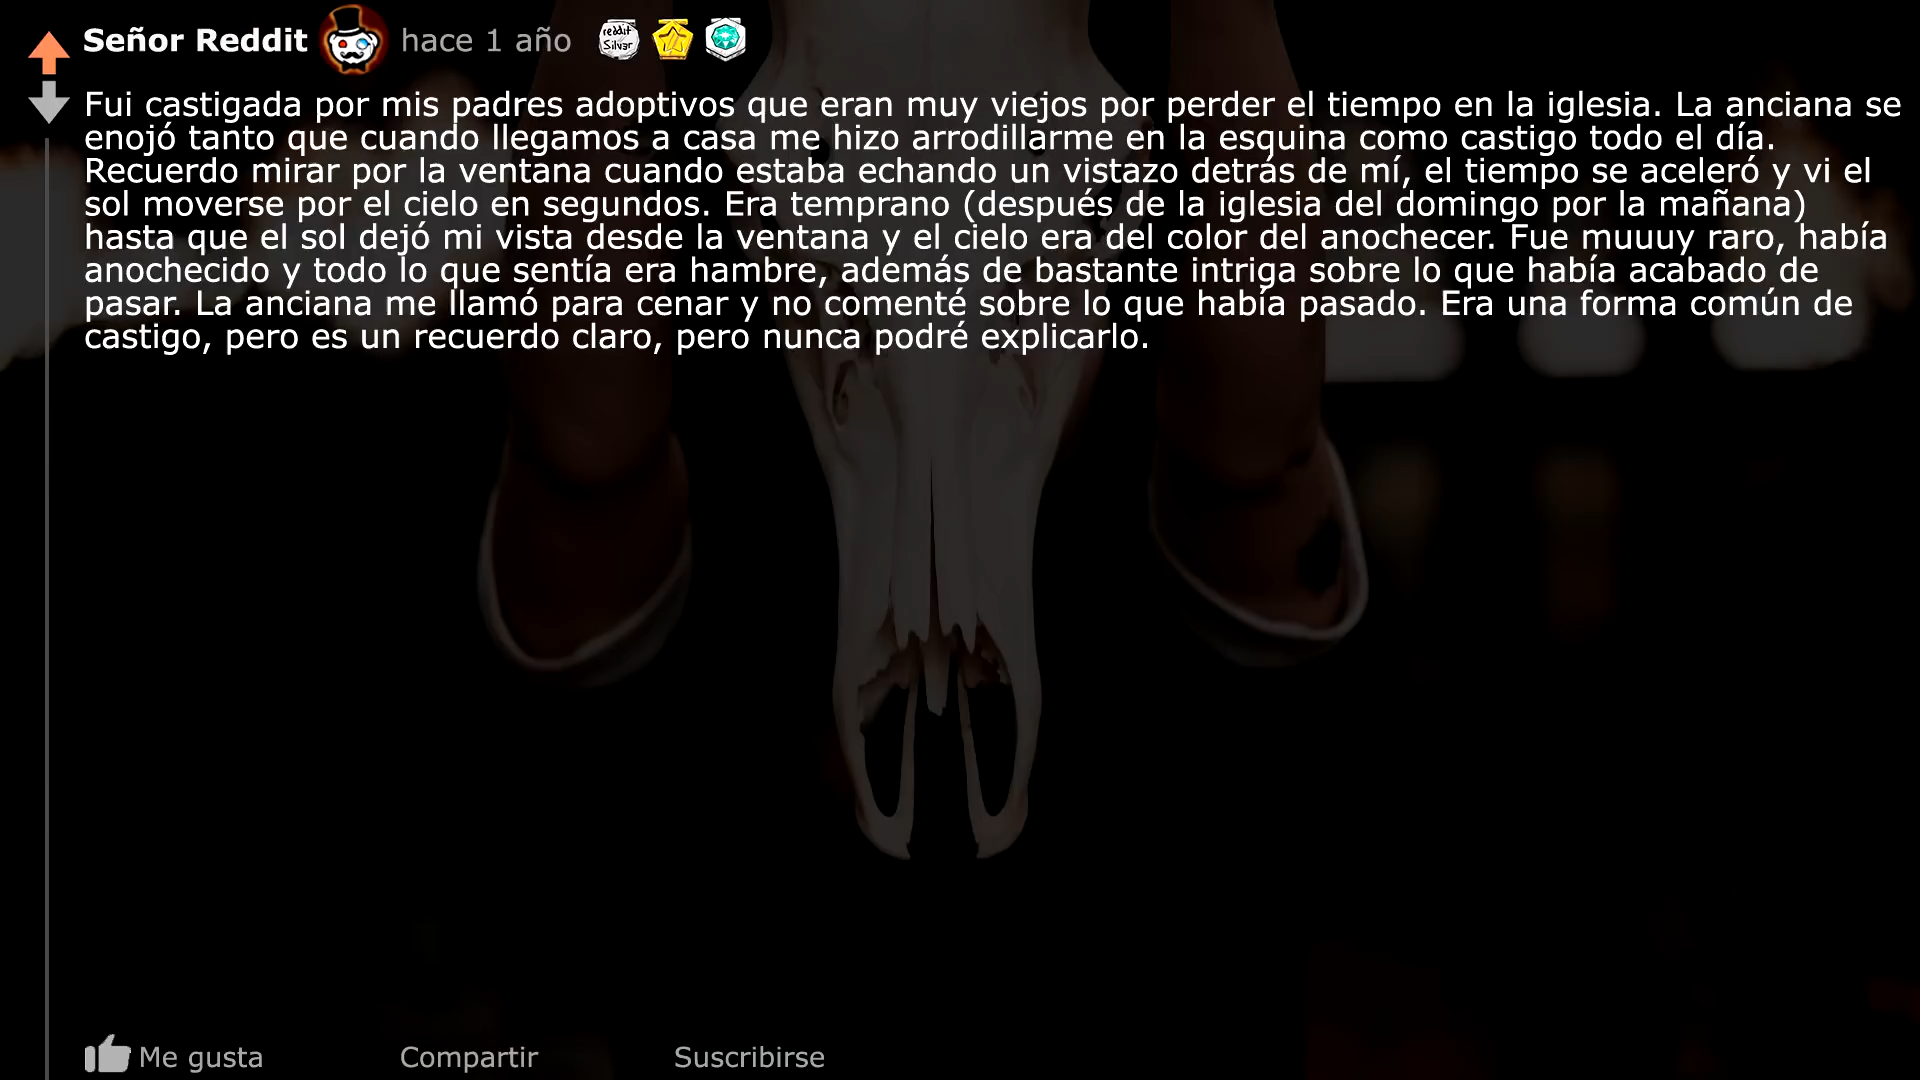 Señor Reddit hace 1 año reddit Silver
Fui castigada por mis padres adoptivos que eran muy viejos por perder el tiempo en la iglesia. La anciana se
enojó tanto que cuando llegamos a casa me hizo arrodillarme en la esquina como castigo todo el día.
Recuerdo mirar por la ventana cuando estaba echando un vistazo detrás de mí, el tiempo se aceleró y vi el
sol moverse por el cielo en segundos. Era temprano (después de la iglesia del domingo por la mañana)
hasta que el sol dejó mi vista desde la ventana y el cielo era del color del anochecer. Fue muuuy raro, había
anochecido y todo lo que sentía era hambre, además de bastante intriga sobre lo que había acabado de
pasar. La anciana me llamó para cenar y no comenté sobre lo que había pasado. Era una forma común de
castigo, pero es un recuerdo claro, pero nunca podré explicarlo.
Me gusta Compartir Suscribirse